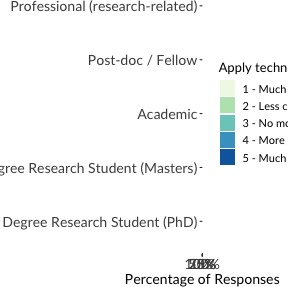 Professional (research-related)
Post-doc / Fellow
Apply techn
1 - Much
2 - Less c
Academic
3 - No mo
4 - More
5 - Much
gree Research Student (Masters)
Degree Research Student (PhD)
Percentage of Responses